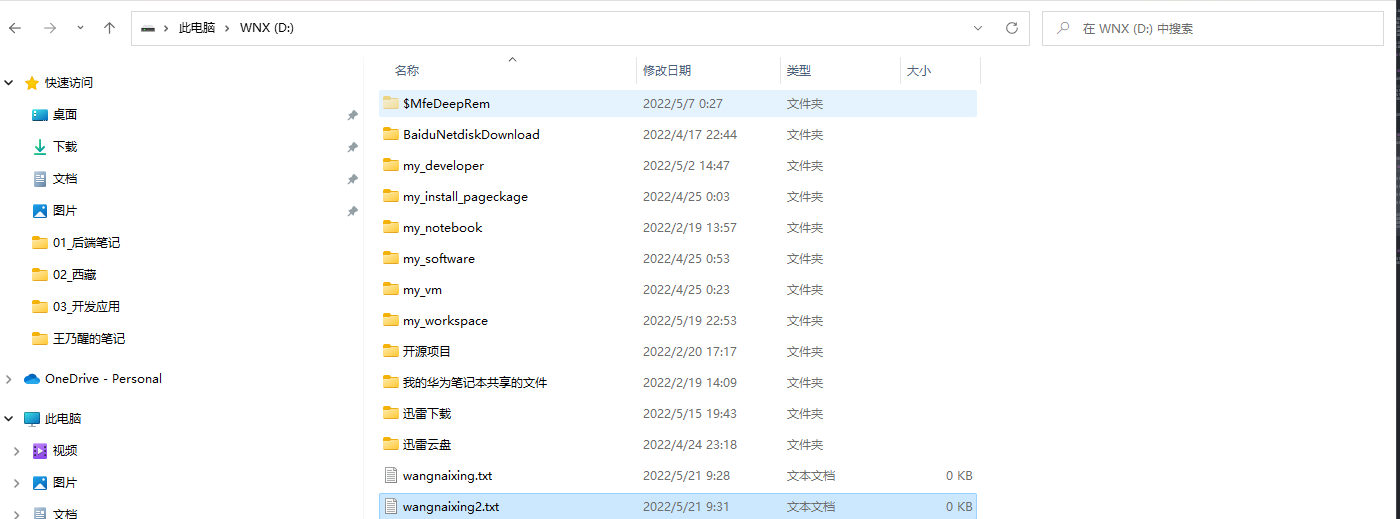 此电脑 › WNX (D:)
在 WNX (D:) 中搜索
快速访问
桌面
下载
文档
图片
01_后端笔记
02_西藏
03_开发应用
王乃醒的笔记
OneDrive - Personal
此电脑
视频
图片
文档
名称 修改日期 类型 大小
$MfeDeepRem 2022/5/7 0:27 文件夹
BaiduNetdiskDownload 2022/4/17 22:44 文件夹
my_developer 2022/5/2 14:47 文件夹
my_install_pageckage 2022/4/25 0:03 文件夹
my_notebook 2022/2/19 13:57 文件夹
my_software 2022/4/25 0:53 文件夹
my_vm 2022/4/25 0:23 文件夹
my_workspace 2022/5/19 22:53 文件夹
开源项目 2022/2/20 17:17 文件夹
我的华为笔记本共享的文件 2022/2/19 14:09 文件夹
迅雷下载 2022/5/15 19:43 文件夹
迅雷云盘 2022/4/24 23:18 文件夹
wangnaixing.txt 2022/5/21 9:28 文本文档 0 KB
wangnaixing2.txt 2022/5/21 9:31 文本文档 0 KB